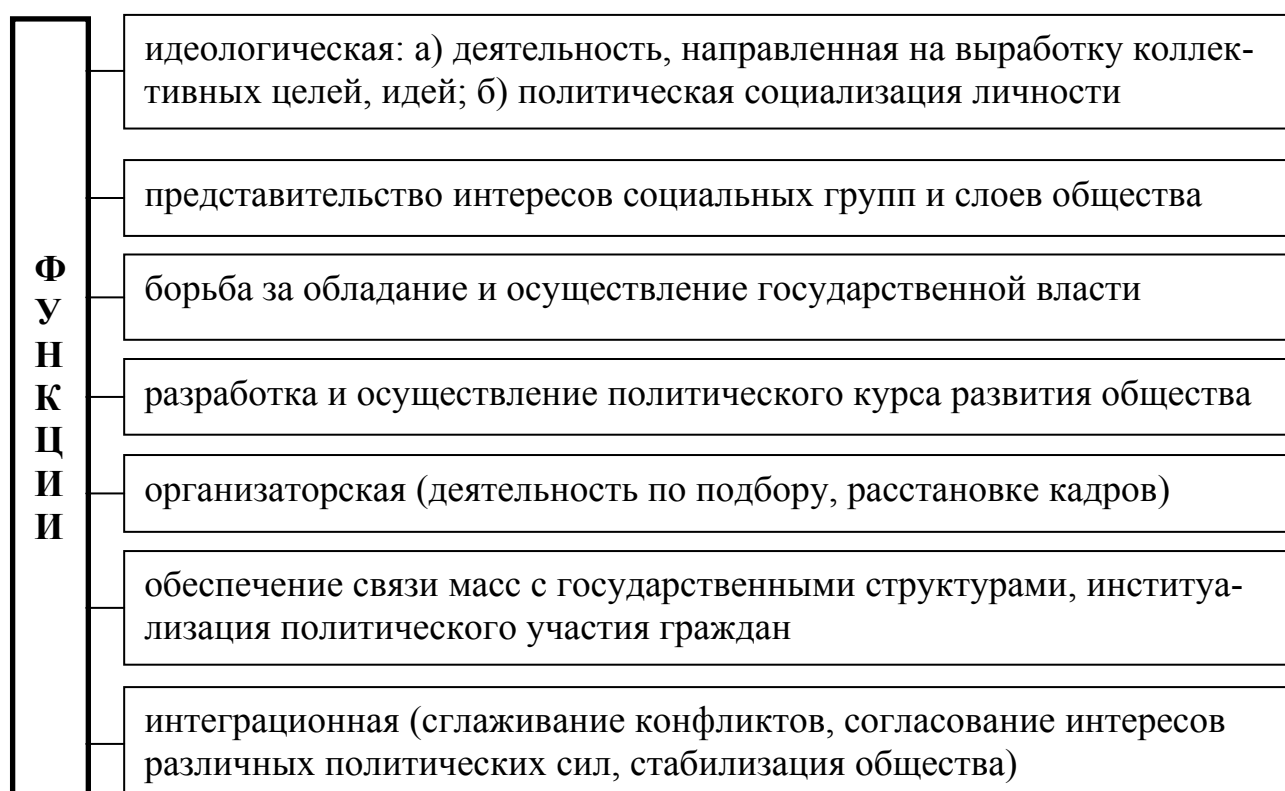 ФУНКЦИИ
идеологическая: а) деятельность, направленная на выработку коллек-
тивных целей, идей; б) политическая социализация личности
представительство интересов социальных групп и слоев общества
борьба за обладание и осуществление государственной власти
разработка и осуществление политического курса развития общества
организаторская (деятельность по подбору, расстановке кадров)
обеспечение связи масс с государственными структурами, институа-
лизация политического участия граждан
интеграционная (сглаживание конфликтов, согласование интересов
различных политических сил, стабилизация общества)